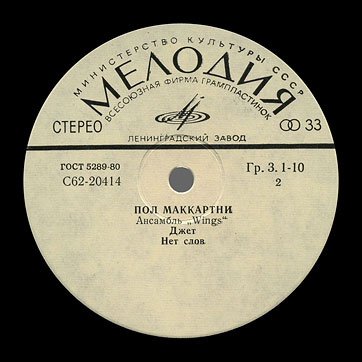 МИНИСТЕРСТВО КУЛЬТУРЫ СССР
МЕЛОДИЯ
ВСЕСОЮЗНАЯ ФИРМА ГРАМПЛАСТИНОК
СТЕРЕО
33
ЛЕНИНГРАДСКИЙ ЗАВОД
ГОСТ 5289-80
Гр. 3. 1-10
С62-20414
2
ПОЛ МАККАРТНИ
Ансамбль „Wings“
Джет
Нет слов